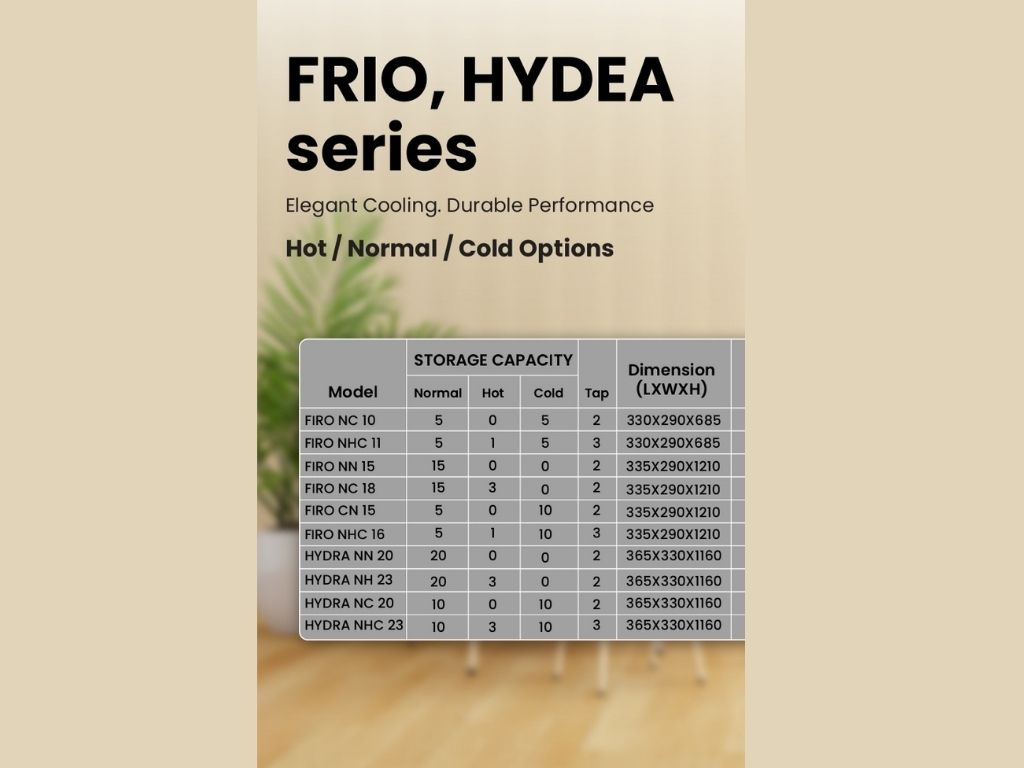 FRIO, HYDEA
series
Elegant Cooling. Durable Performance
Hot / Normal / Cold Options
Model STORAGE CAPACITY Tap Dimension (LXWXH)
Normal Hot Cold
FIRO NC 10 5 0 5 2 330X290X685
FIRO NHC 11 5 1 5 3 330X290X685
FIRO NN 15 15 0 0 2 335X290X1210
FIRO NC 18 15 3 0 2 335X290X1210
FIRO CN 15 5 0 10 2 335X290X1210
FIRO NHC 16 5 1 10 3 335X290X1210
HYDRA NN 20 20 0 0 2 365X330X1160
HYDRA NH 23 20 3 0 2 365X330X1160
HYDRA NC 20 10 0 10 2 365X330X1160
HYDRA NHC 23 10 3 10 3 365X330X1160